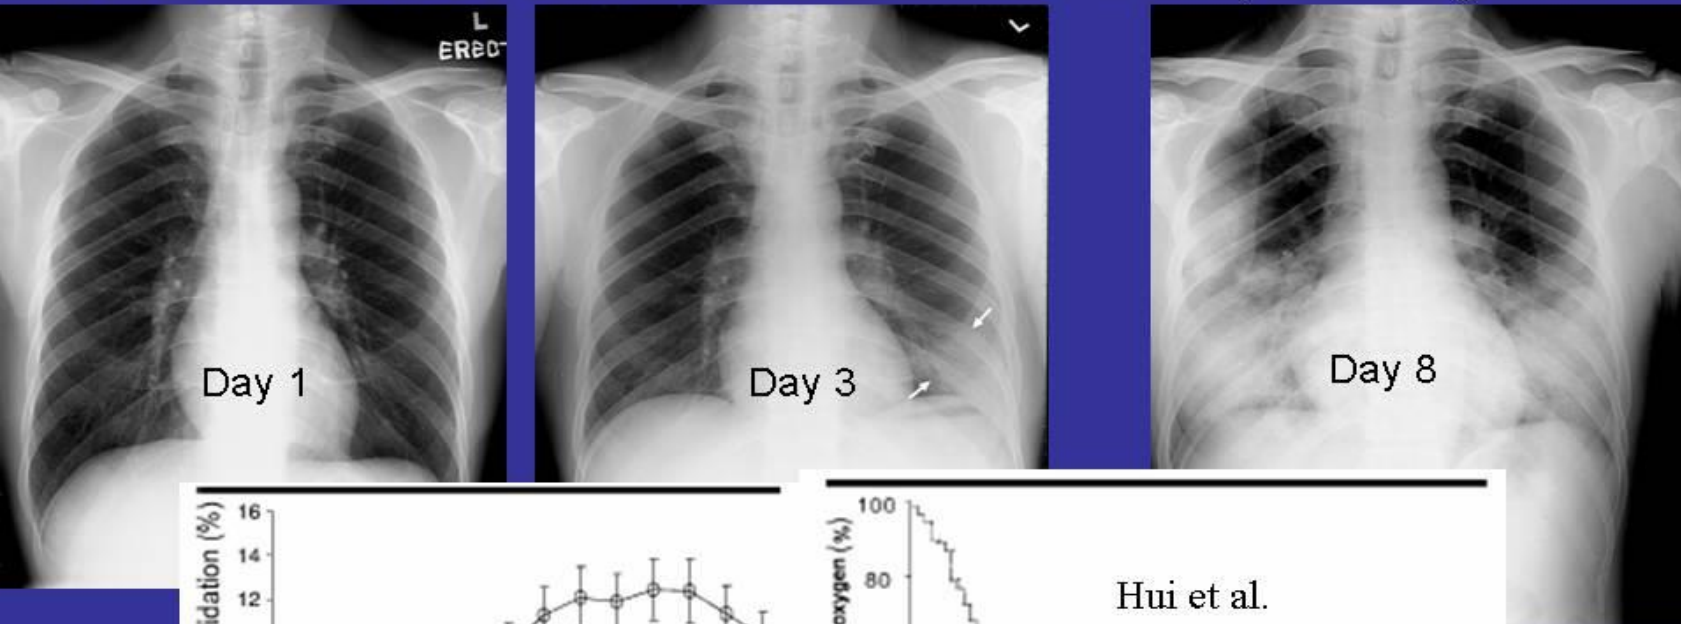 L
ERECT
Day 1
Day 3
Day 8
idation (%)
16
14
12
oxygen (%)
100
80
Hui et al.